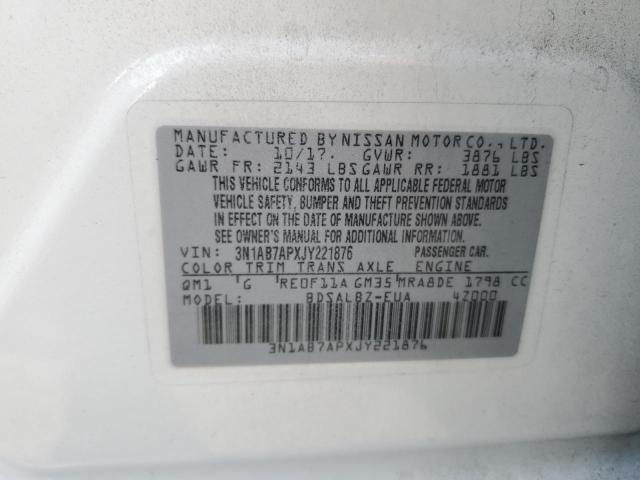 MANUFACTURED BY NISSAN MOTOR CO., LTD.
DATE: 10/17. GVWR: 3876 LBS
GAWR FR: 2143 LBS GAWR RR: 1881 LBS
THIS VEHICLE CONFORMS TO ALL APPLICABLE FEDERAL MOTOR
VEHICLE SAFETY, BUMPER AND THEFT PREVENTION STANDARDS
IN EFFECT ON THE DATE OF MANUFACTURE SHOWN ABOVE.
SEE OWNER'S MANUAL FOR ADDITIONAL INFORMATION.
VIN: 3N1AB7APXJY221876 PASSENGER CAR.
COLOR TRIM TRANS AXLE ENGINE
QM1 G RE0F11A GM35 MRA8DE 1798 CC
MODEL: BDSALBZ-EUA 4Z000
3N1AB7APXJY221876